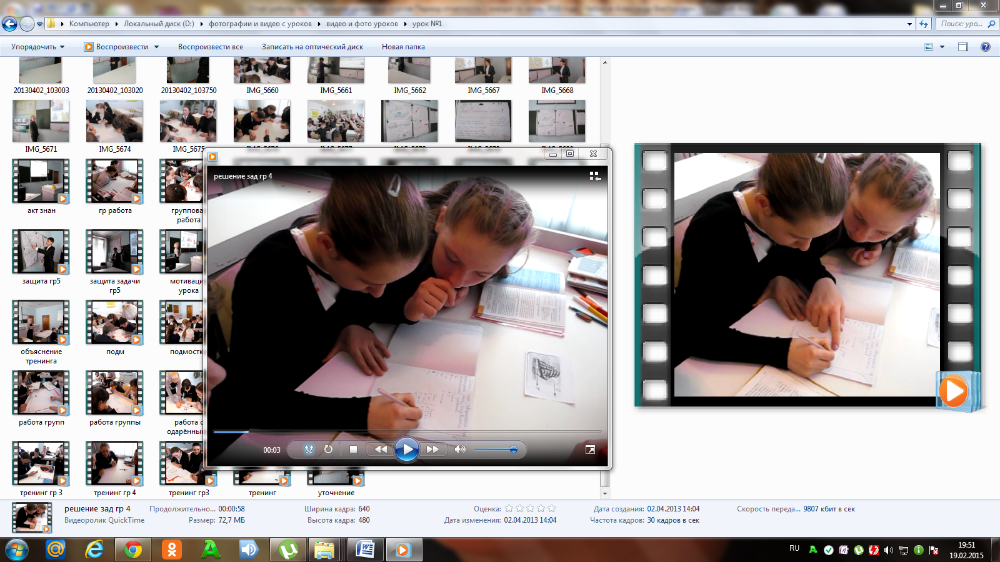 Компьютер
Локальный диск (D:)
фотографии и видео с уроков
видео и фото уроков
урок №1
Поиск: уро...
Упорядочить
Воспроизвести
Воспроизвести все
Записать на оптический диск
Новая папка
20130402_103003
20130402_103020
20130402_103750
IMG_5660
IMG_5661
IMG_5662
IMG_5667
IMG_5668
IMG_5671
IMG_5674
IMG_5675
акт знан
гр работа
группова
работа
защита гр5
защита задачи
гр5
мотиваци
урока
объяснение
тренинга
подм
подмостк
работа групп
работа группы
работа с
одарённым
тренинг гр 3
тренинг гр 4
тренинг гр3
тренинг
уточнение
решение зад гр 4
00:03
решение зад гр 4
Видеоролик QuickTime
Продолжительно... 00:00:58
Размер: 72,7 МБ
Ширина кадра: 640
Высота кадра: 480
Оценка:
Дата изменения: 02.04.2013 14:04
Дата создания: 02.04.2013 14:04
Частота кадров: 30 кадров в сек
Скорость переда... 9807 кбит в сек
RU
19:51
19.02.2015